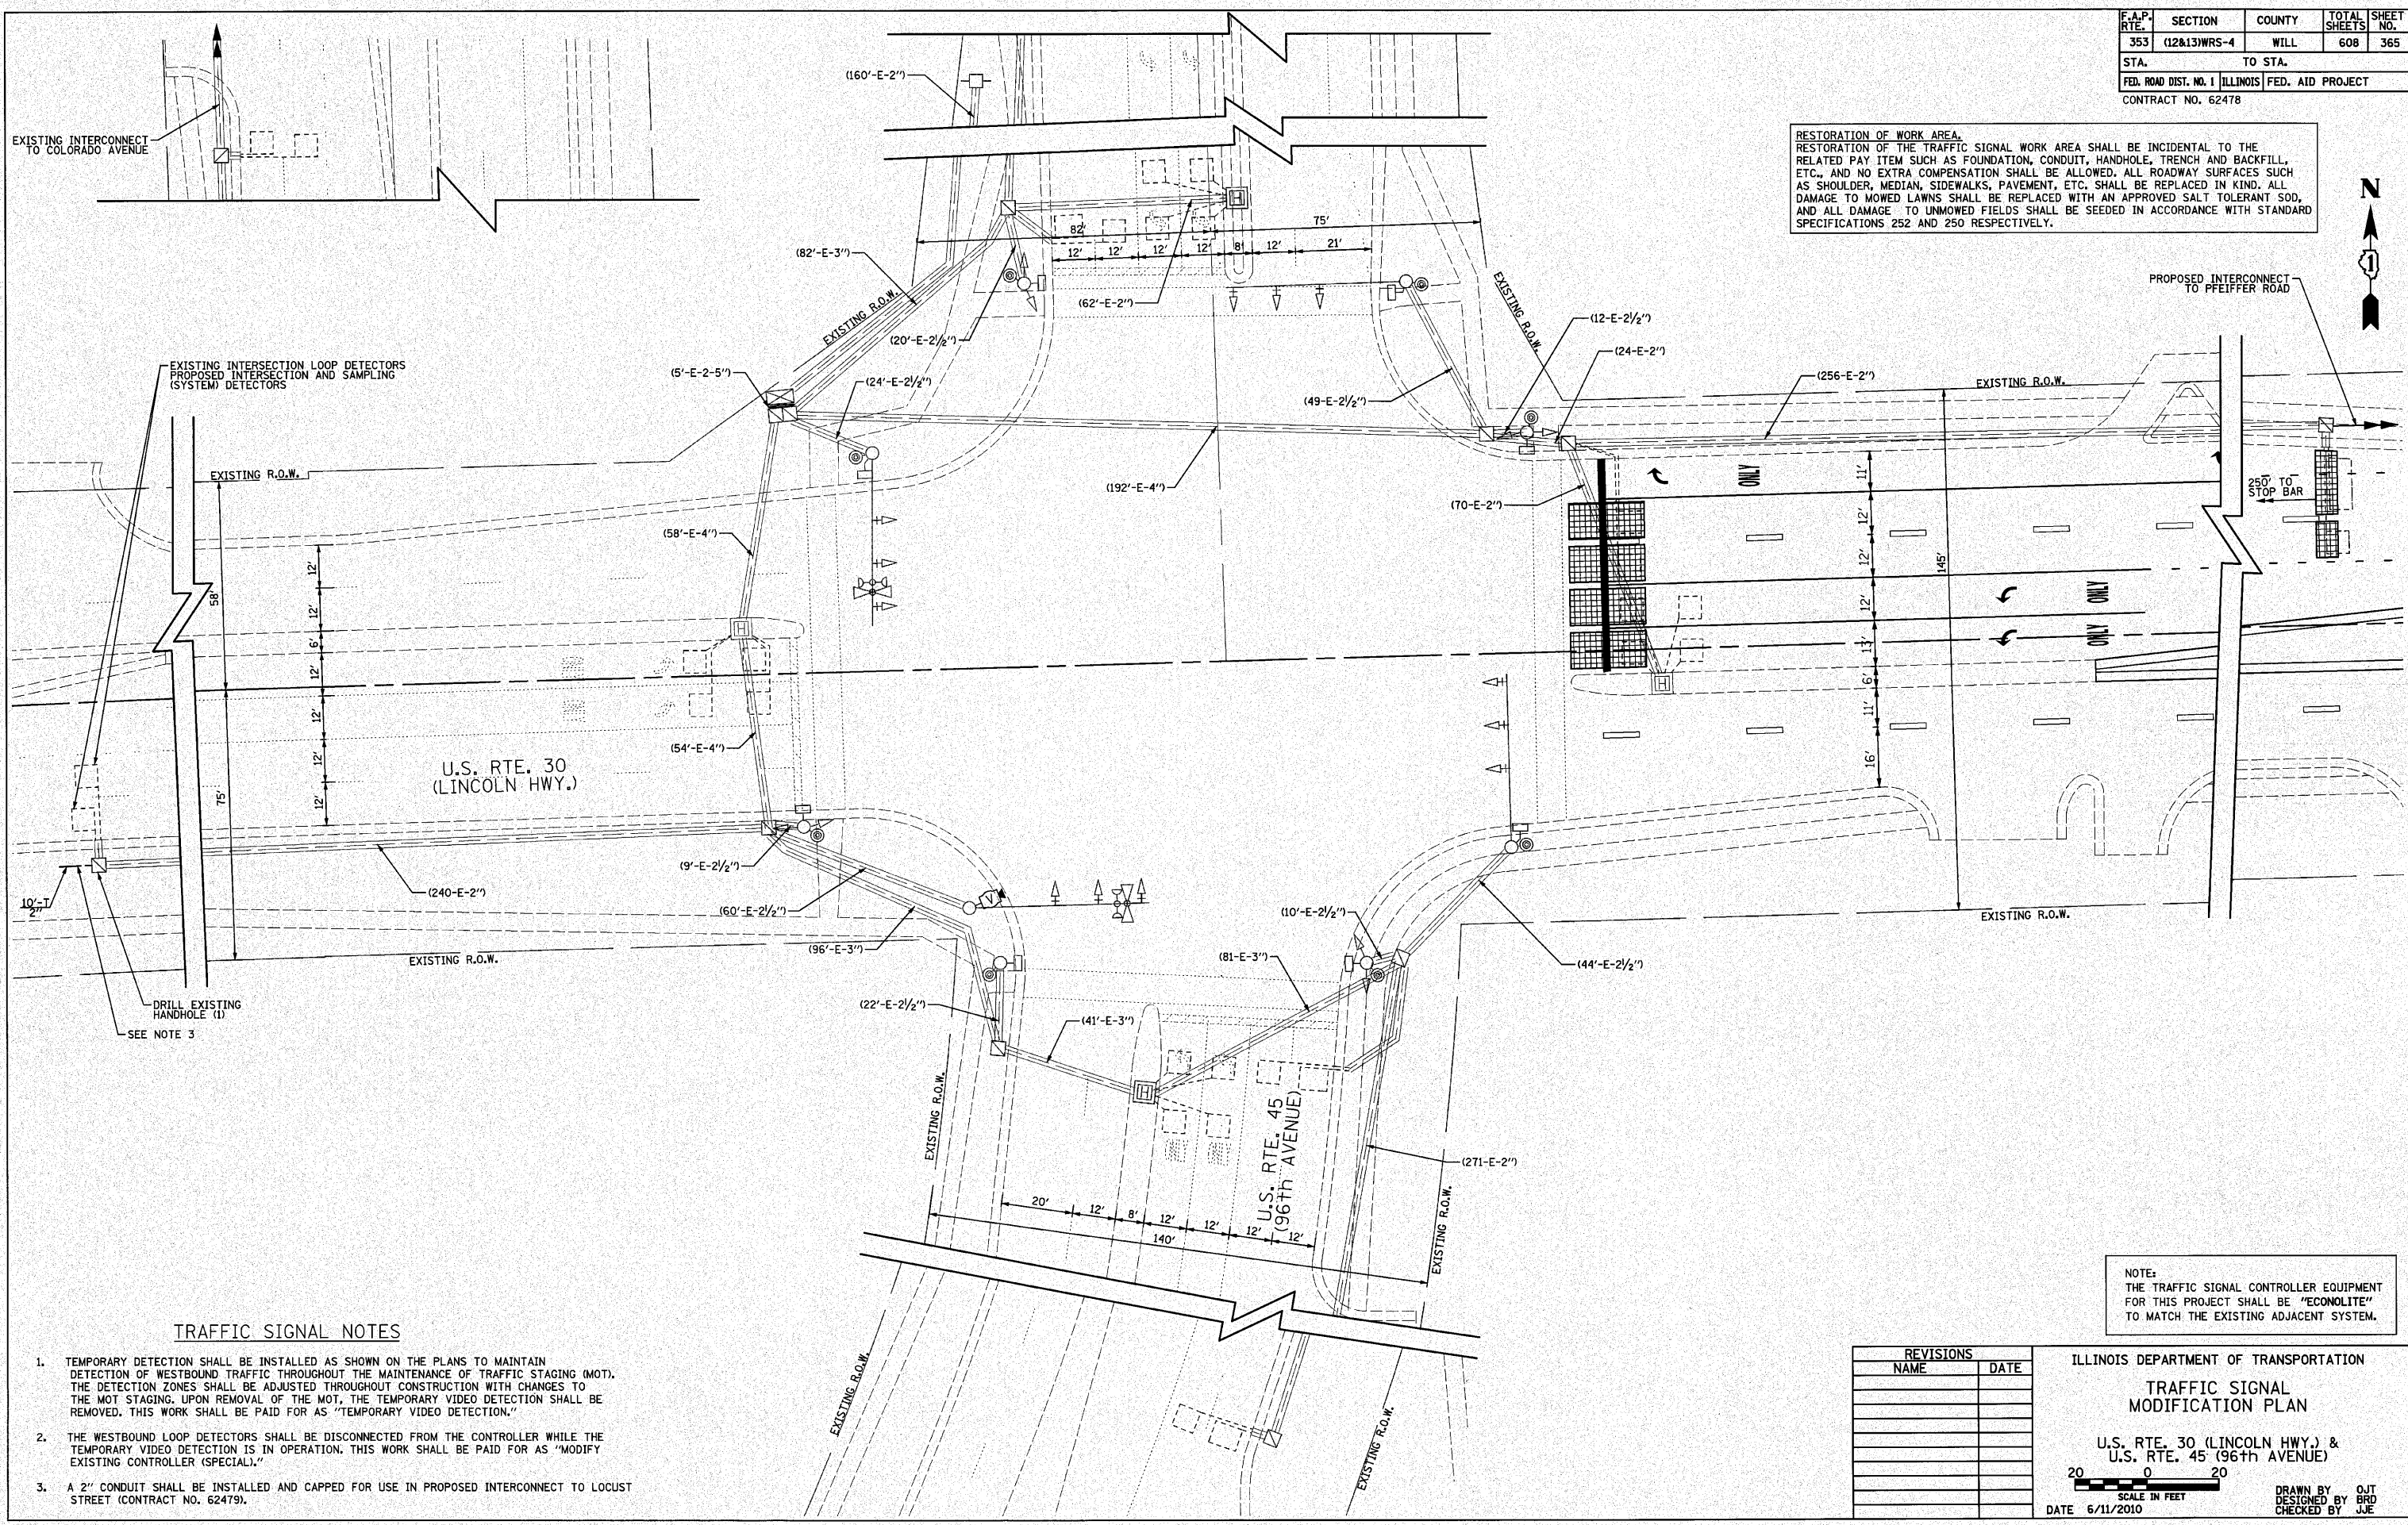 F.A.P. RTE. SECTION COUNTY TOTAL SHEETS SHEET NO.
353 (12&13)WRS-4 WILL 608 365
STA. TO STA.
FED. ROAD DIST. NO. 1 ILLINOIS FED. AID PROJECT
CONTRACT NO. 62478
RESTORATION OF WORK AREA.
RESTORATION OF THE TRAFFIC SIGNAL WORK AREA SHALL BE INCIDENTAL TO THE
RELATED PAY ITEM SUCH AS FOUNDATION, CONDUIT, HANDHOLE, TRENCH AND BACKFILL,
ETC., AND NO EXTRA COMPENSATION SHALL BE ALLOWED. ALL ROADWAY SURFACES SUCH
AS SHOULDER, MEDIAN, SIDEWALKS, PAVEMENT, ETC. SHALL BE REPLACED IN KIND. ALL
DAMAGE TO MOWED LAWNS SHALL BE REPLACED WITH AN APPROVED SALT TOLERANT SOD,
AND ALL DAMAGE TO UNMOWED FIELDS SHALL BE SEEDED IN ACCORDANCE WITH STANDARD
SPECIFICATIONS 252 AND 250 RESPECTIVELY.
N
1
EXISTING INTERCONNECT
TO COLORADO AVENUE
(160'-E-2")
H
82'
75'
12'
12'
12'
12'
8'
12'
21'
(82'-E-3")
(62'-E-2")
(20'-E-2½")
EXISTING R.O.W.
EXISTING R.O.W.
PROPOSED INTERCONNECT
TO PFEIFFER ROAD
(12-E-2½")
(24-E-2")
EXISTING INTERSECTION LOOP DETECTORS
PROPOSED INTERSECTION AND SAMPLING
(SYSTEM) DETECTORS
(5'-E-2-5")
(24'-E-2½")
(49-E-2½")
(256-E-2")
EXISTING R.O.W.
EXISTING R.O.W.
(192'-E-4")
(70-E-2")
ONLY
250' TO
STOP BAR
(58'-E-4")
58'
12'
12'
6'
12'
12'
12'
12'
75'
H
11'
12'
12'
12'
13'
6'
11'
16'
145'
ONLY
ONLY
H
(54'-E-4")
U.S. RTE. 30
(LINCOLN HWY.)
(9'-E-2½")
(240-E-2")
10'-T
2"
(60'-E-2½")
V
(96'-E-3")
(10'-E-2½")
(81-E-3")
(44'-E-2½")
EXISTING R.O.W.
EXISTING R.O.W.
DRILL EXISTING
HANDHOLE (1)
SEE NOTE 3
(22'-E-2½")
(41'-E-3")
H
EXISTING R.O.W.
U.S. RTE. 45
(96th AVENUE)
(271-E-2")
EXISTING R.O.W.
20'
12'
8'
12'
12'
12'
12'
140'
EXISTING R.O.W.
EXISTING R.O.W.
TRAFFIC SIGNAL NOTES
1. TEMPORARY DETECTION SHALL BE INSTALLED AS SHOWN ON THE PLANS TO MAINTAIN
DETECTION OF WESTBOUND TRAFFIC THROUGHOUT THE MAINTENANCE OF TRAFFIC STAGING (MOT).
THE DETECTION ZONES SHALL BE ADJUSTED THROUGHOUT CONSTRUCTION WITH CHANGES TO
THE MOT STAGING. UPON REMOVAL OF THE MOT, THE TEMPORARY VIDEO DETECTION SHALL BE
REMOVED. THIS WORK SHALL BE PAID FOR AS "TEMPORARY VIDEO DETECTION."
2. THE WESTBOUND LOOP DETECTORS SHALL BE DISCONNECTED FROM THE CONTROLLER WHILE THE
TEMPORARY VIDEO DETECTION IS IN OPERATION. THIS WORK SHALL BE PAID FOR AS "MODIFY
EXISTING CONTROLLER (SPECIAL)."
3. A 2" CONDUIT SHALL BE INSTALLED AND CAPPED FOR USE IN PROPOSED INTERCONNECT TO LOCUST
STREET (CONTRACT NO. 62479).
NOTE:
THE TRAFFIC SIGNAL CONTROLLER EQUIPMENT
FOR THIS PROJECT SHALL BE "ECONOLITE"
TO MATCH THE EXISTING ADJACENT SYSTEM.
REVISIONS
NAME DATE
ILLINOIS DEPARTMENT OF TRANSPORTATION
TRAFFIC SIGNAL
MODIFICATION PLAN
U.S. RTE. 30 (LINCOLN HWY.) &
U.S. RTE. 45 (96th AVENUE)
20 0 20
SCALE IN FEET
DATE 6/11/2010
DRAWN BY OJT
DESIGNED BY BRD
CHECKED BY JJE